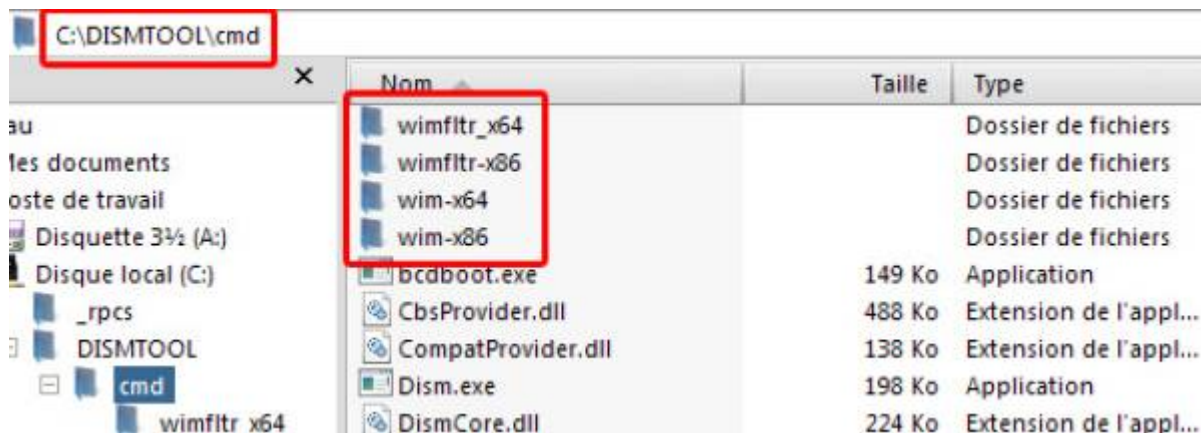 C:\DISMTOOL\cmd
Nom Taille Type
au
wimfltr_x64 Dossier de fichiers
Mes documents
wimfltr-x86 Dossier de fichiers
oste de travail
wim-x64 Dossier de fichiers
Disquette 3½ (A:)
wim-x86 Dossier de fichiers
Disque local (C:)
bcdboot.exe 149 Ko Application
_rpcs
CbsProvider.dll 488 Ko Extension de l'appl...
DISMTOOL
CompatProvider.dll 138 Ko Extension de l'appl...
cmd
Dism.exe 198 Ko Application
wimfltr_x64
DismCore.dll 224 Ko Extension de l'appl...